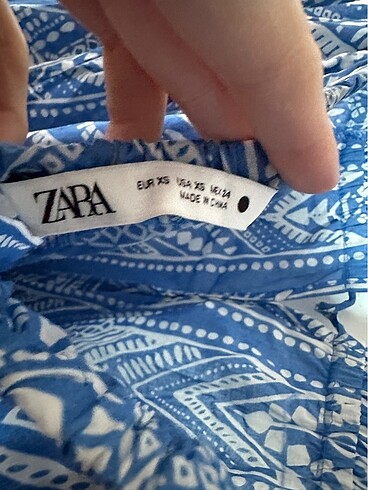 ZARA
EUR XS USA XS MEX 24
MADE IN CHINA